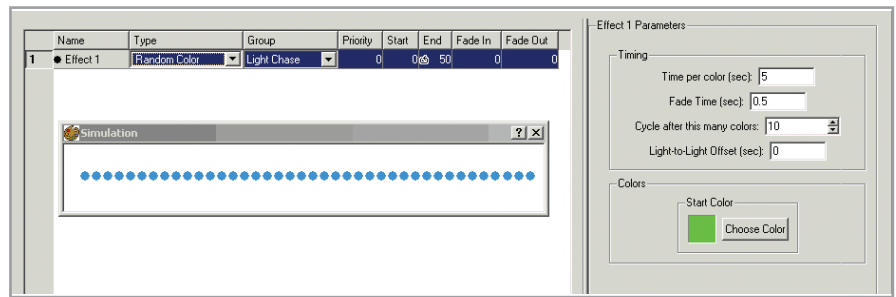 Name Type Group Priority Start End Fade In Fade Out
1 Effect 1 Random Color Light Chase 0 0 50 0 0
Simulation
Effect 1 Parameters
Timing
Time per color (sec): 5
Fade Time (sec): 0.5
Cycle after this many colors: 10
Light-to-Light Offset (sec): 0
Colors
Start Color
Choose Color